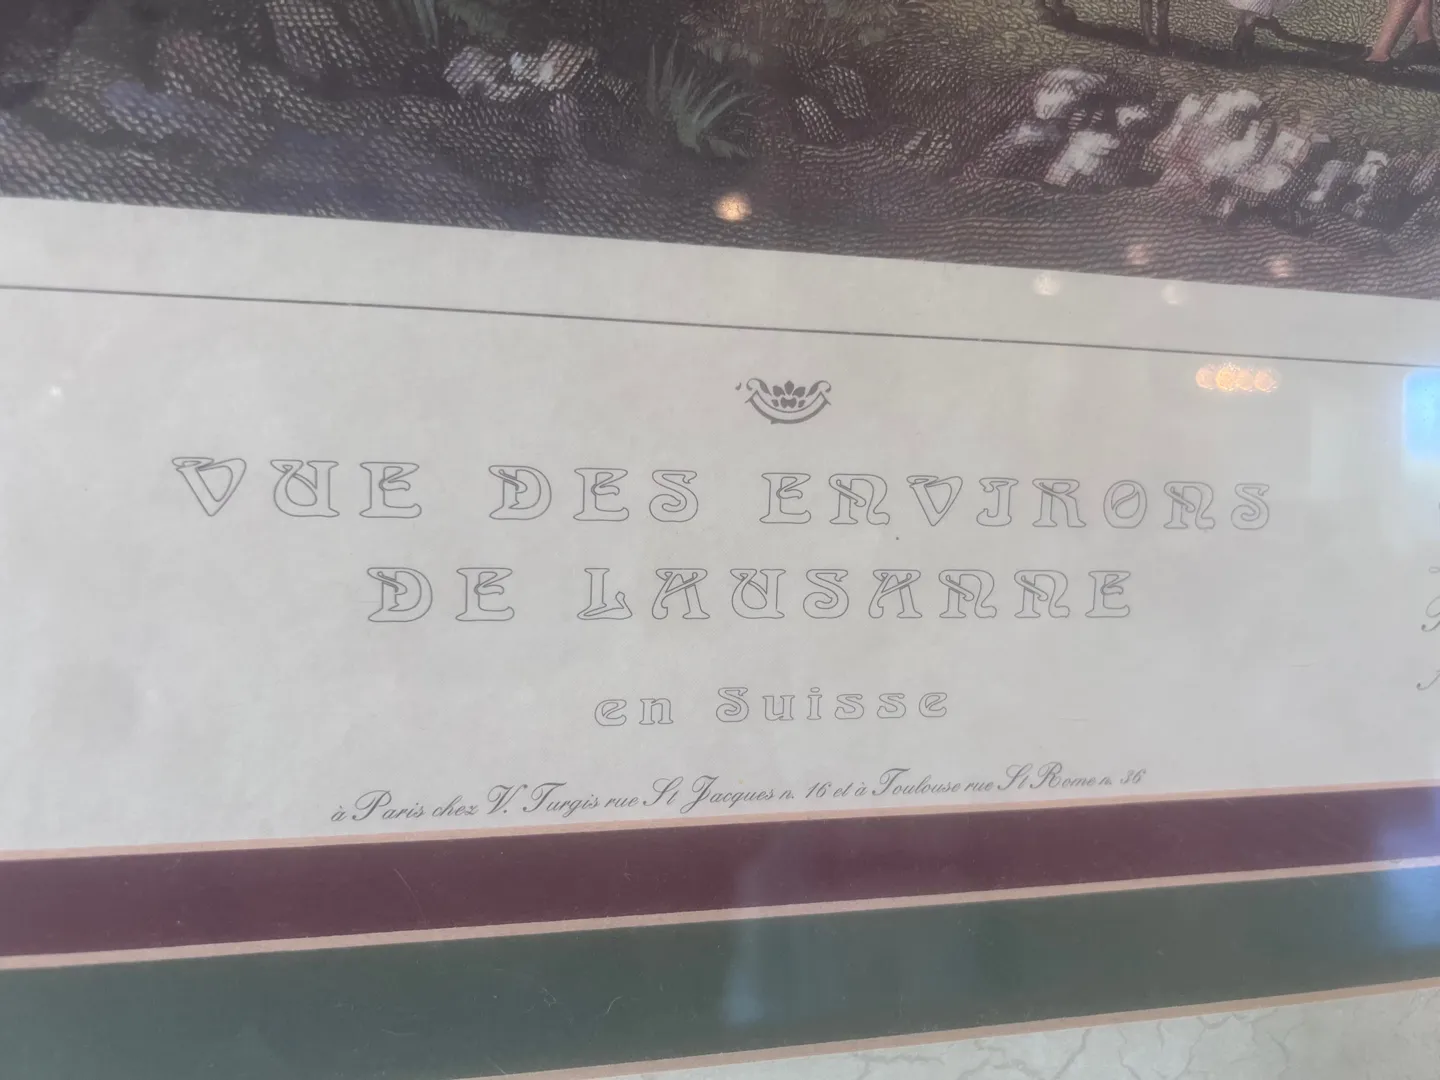 VUE DES ENVIRONS
DE LAUSANNE
en Suisse
à Paris chez V. Turgis rue St Jacques n. 16 et à Toulouse rue St Rome n. 36